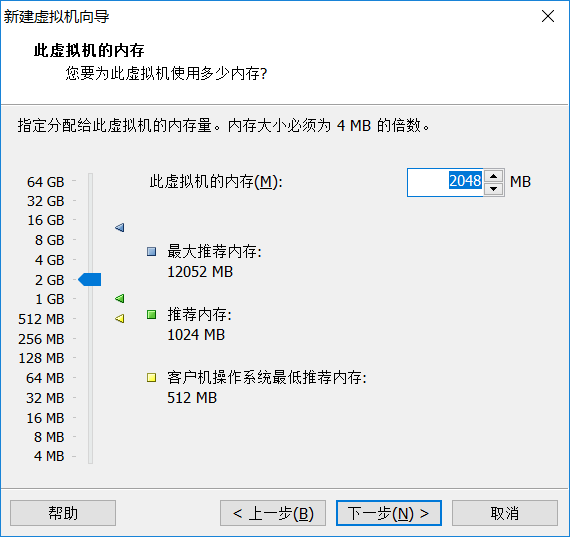 新建虚拟机向导
此虚拟机的内存
您要为此虚拟机使用多少内存?
指定分配给此虚拟机的内存量。内存大小必须为 4 MB 的倍数。
64 GB
32 GB
16 GB
8 GB
4 GB
2 GB
1 GB
512 MB
256 MB
128 MB
64 MB
32 MB
16 MB
8 MB
4 MB
此虚拟机的内存(M): 2048 MB
最大推荐内存:
12052 MB
推荐内存:
1024 MB
客户机操作系统最低推荐内存:
512 MB
帮助 < 上一步(B) 下一步(N) > 取消